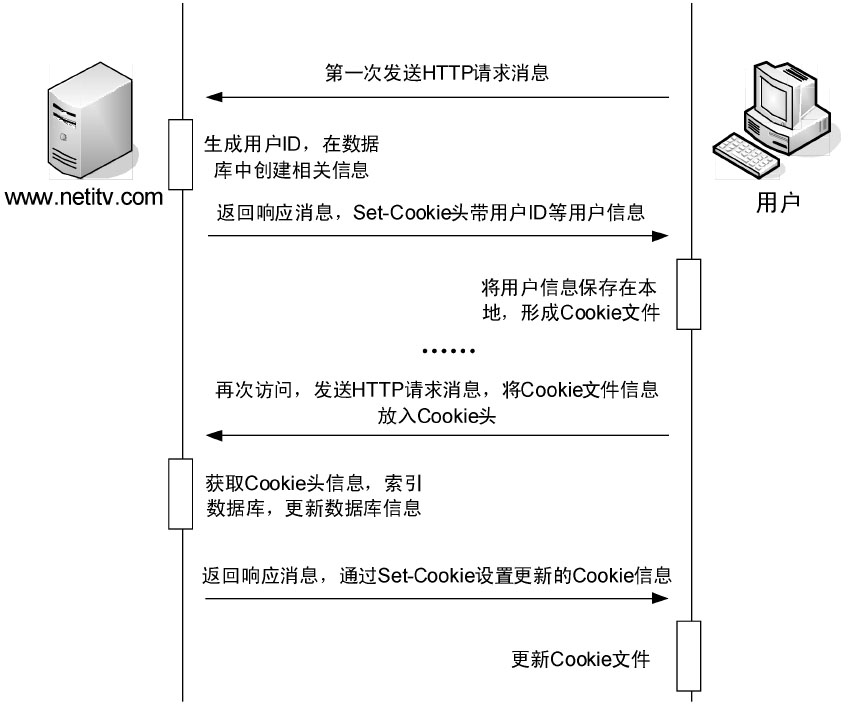 第一次发送HTTP请求消息
生成用户ID，在数据
库中创建相关信息
www.netitv.com
用户
返回响应消息，Set-Cookie头带用户ID等用户信息
将用户信息保存在本
地，形成Cookie文件
……
再次访问，发送HTTP请求消息，将Cookie文件信息
放入Cookie头
获取Cookie头信息，索引
数据库，更新数据库信息
返回响应消息，通过Set-Cookie设置更新的Cookie信息
更新Cookie文件